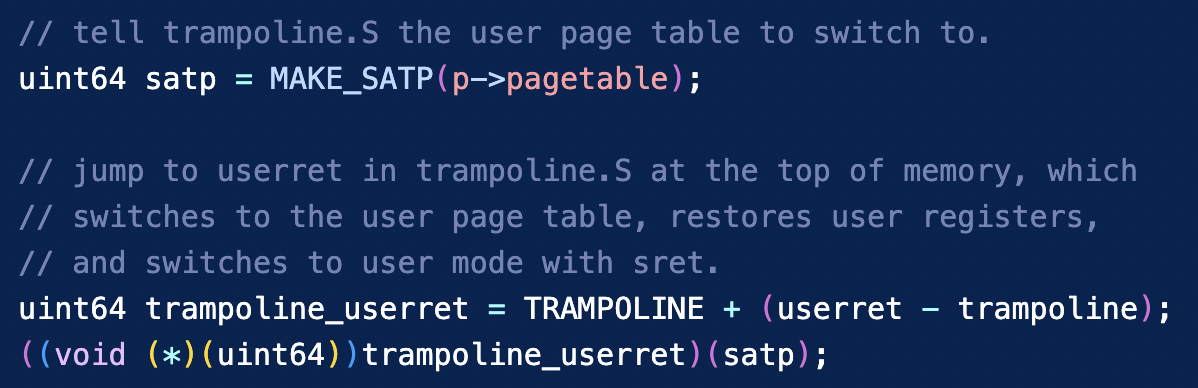 // tell trampoline.S the user page table to switch to.
uint64 satp = MAKE_SATP(p->pagetable);
// jump to userret in trampoline.S at the top of memory, which
// switches to the user page table, restores user registers,
// and switches to user mode with sret.
uint64 trampoline_userret = TRAMPOLINE + (userret - trampoline);
((void (*)(uint64))trampoline_userret)(satp);